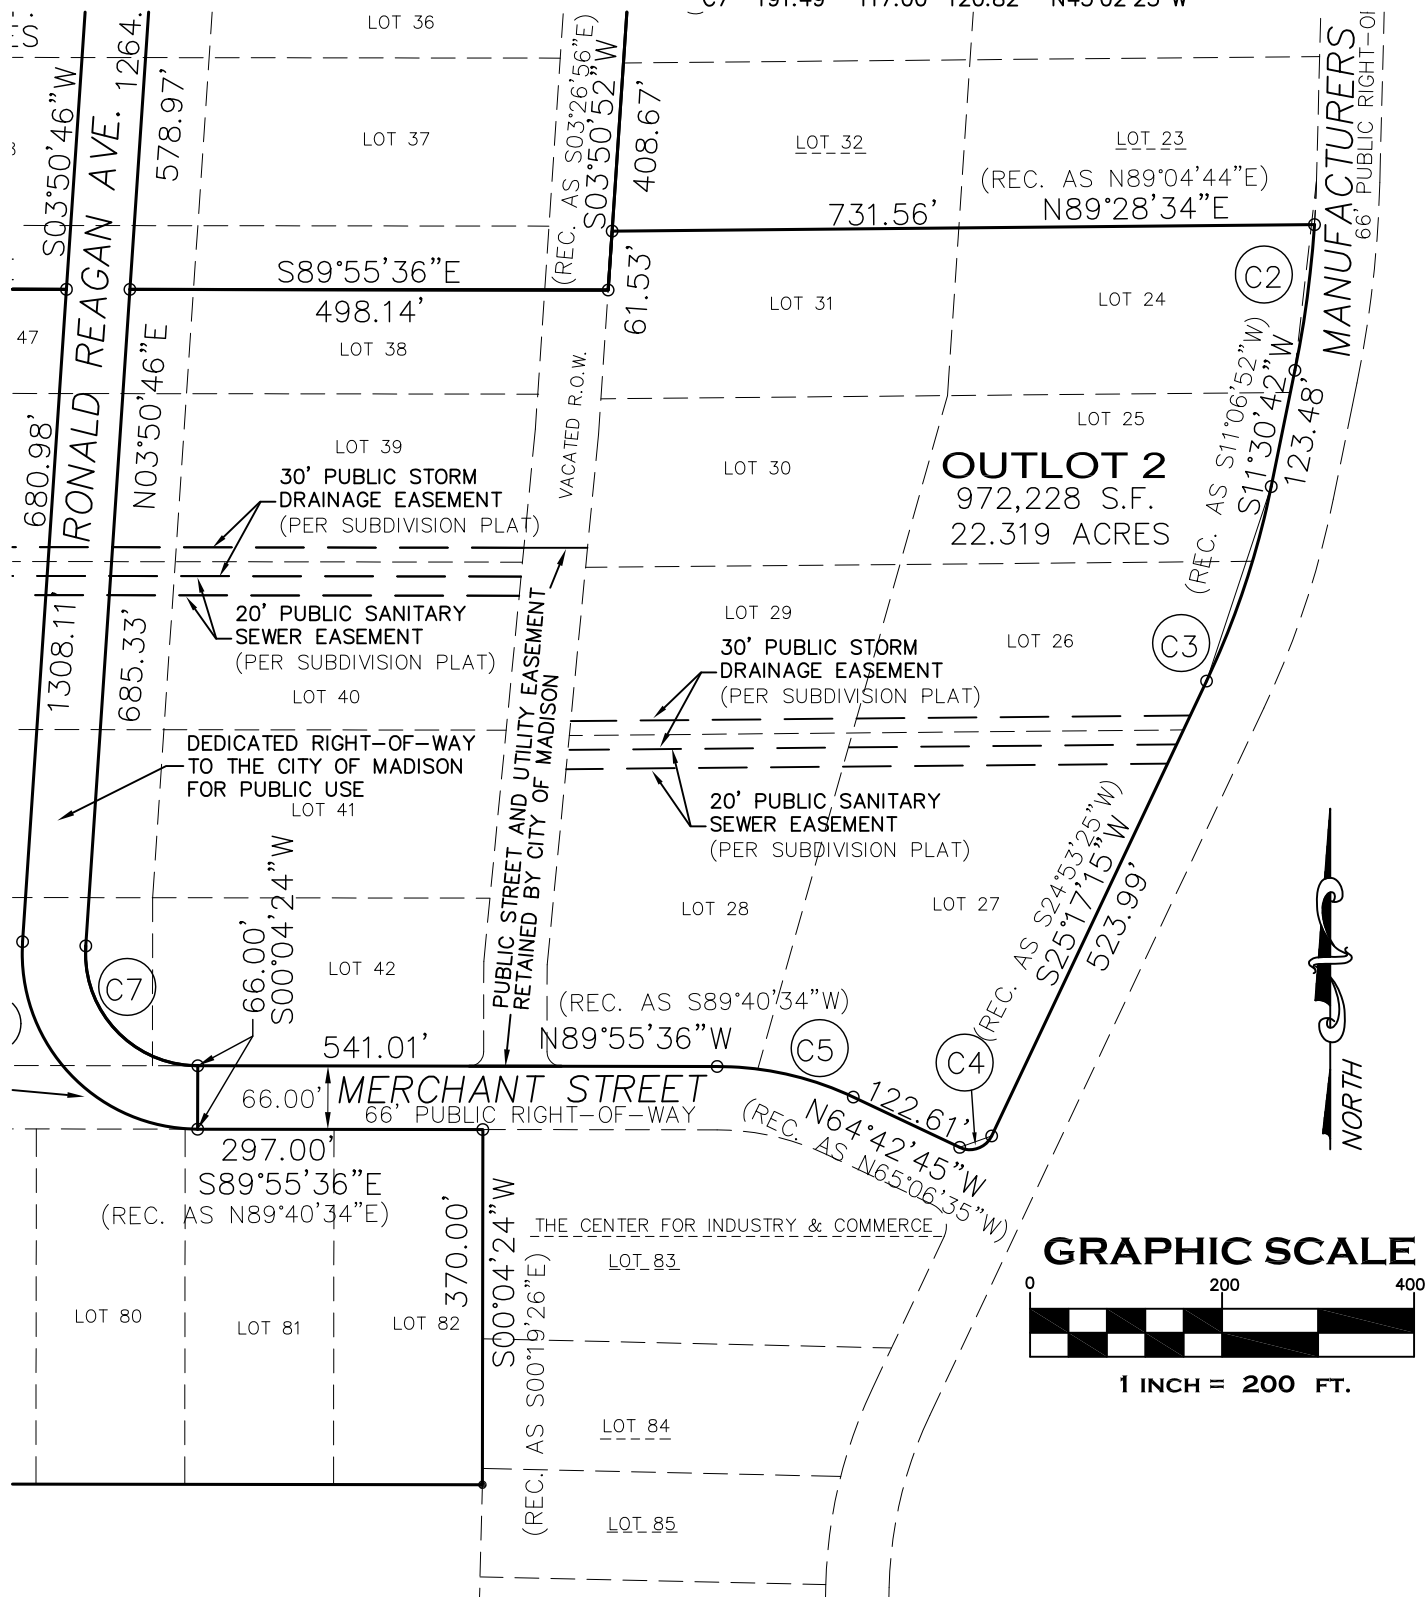 C7 191.49' 117.00' 126.82' N43°02'25"W
LOT 36
1264.
S03°50'46"W
578.97'
LOT 37
(REC. AS S03°26'56"E)
S03°50'52"W
408.67'
LOT 32
LOT 23
(REC. AS N89°04'44"E)
731.56'
N89°28'34"E
MANUFACTURERS
66' PUBLIC RIGHT-OF
RONALD REAGAN AVE.
S89°55'36"E
498.14'
61.53'
C2
LOT 31
LOT 24
47
N03°50'46"E
LOT 38
VACATED R.O.W.
(REC. AS S11°06'52"W)
S11°30'42"W
123.48'
LOT 25
680.98'
LOT 39
LOT 30
OUTLOT 2
972,228 S.F.
22.319 ACRES
30' PUBLIC STORM
DRAINAGE EASEMENT
(PER SUBDIVISION PLAT)
1308.11'
685.33'
20' PUBLIC SANITARY
SEWER EASEMENT
(PER SUBDIVISION PLAT)
LOT 29
LOT 26
C3
30' PUBLIC STORM
DRAINAGE EASEMENT
(PER SUBDIVISION PLAT)
LOT 40
PUBLIC STREET AND UTILITY EASEMENT
RETAINED BY CITY OF MADISON
DEDICATED RIGHT-OF-WAY
TO THE CITY OF MADISON
FOR PUBLIC USE
LOT 41
20' PUBLIC SANITARY
SEWER EASEMENT
(PER SUBDIVISION PLAT)
(REC. AS S24°53'25"W)
S25°17'15"W
523.99'
66.00'
S00°04'24"W
LOT 28
LOT 27
C7
LOT 42
(REC. AS S89°40'34"W)
541.01'
N89°55'36"W
C5
C4
66.00'
MERCHANT STREET
66' PUBLIC RIGHT-OF-WAY
122.61'
N64°42'45"W
(REC. AS N65°06'35"W)
297.00'
S89°55'36"E
(REC. AS N89°40'34"E)
370.00'
S00°04'24"W
(REC. AS S00°19'26"E)
THE CENTER FOR INDUSTRY & COMMERCE
LOT 83
LOT 80
LOT 81
LOT 82
LOT 84
LOT 85
NORTH
GRAPHIC SCALE
0 200 400
1 INCH = 200 FT.